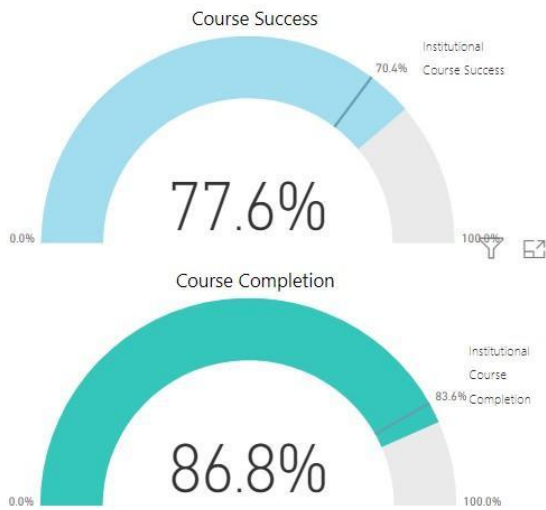 Course Success
Institutional
70.4%
Course Success
77.6%
0.0%
100.0%
Course Completion
Institutional
Course
83.6%
Completion
86.8%
0.0%
100.0%